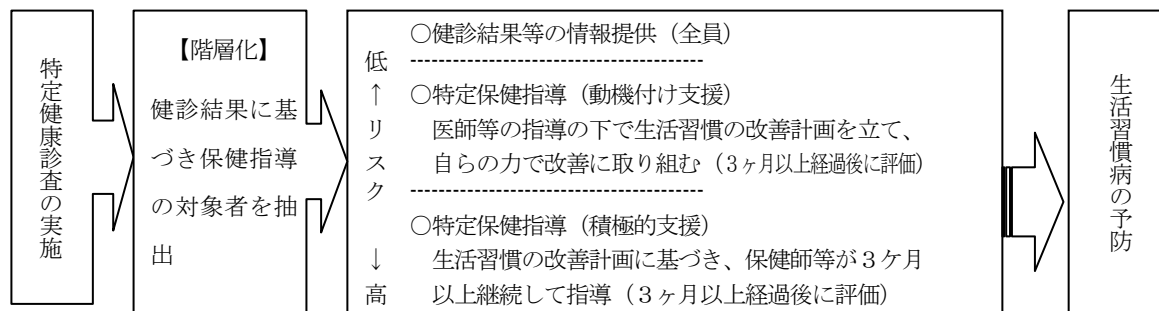 特定健康診査の実施
【階層化】
健診結果に基
づき保健指導
の対象者を抽
出
低
↑
リ
ス
ク
↓
高
○健診結果等の情報提供（全員）
------------------------------------------------
○特定保健指導（動機付け支援）
医師等の指導の下で生活習慣の改善計画を立て、
自らの力で改善に取り組む（３ヶ月以上経過後に評価）
------------------------------------------------
○特定保健指導（積極的支援）
生活習慣の改善計画に基づき、保健師等が３ケ月
以上継続して指導（３ヶ月以上経過後に評価）
生活習慣病の予防